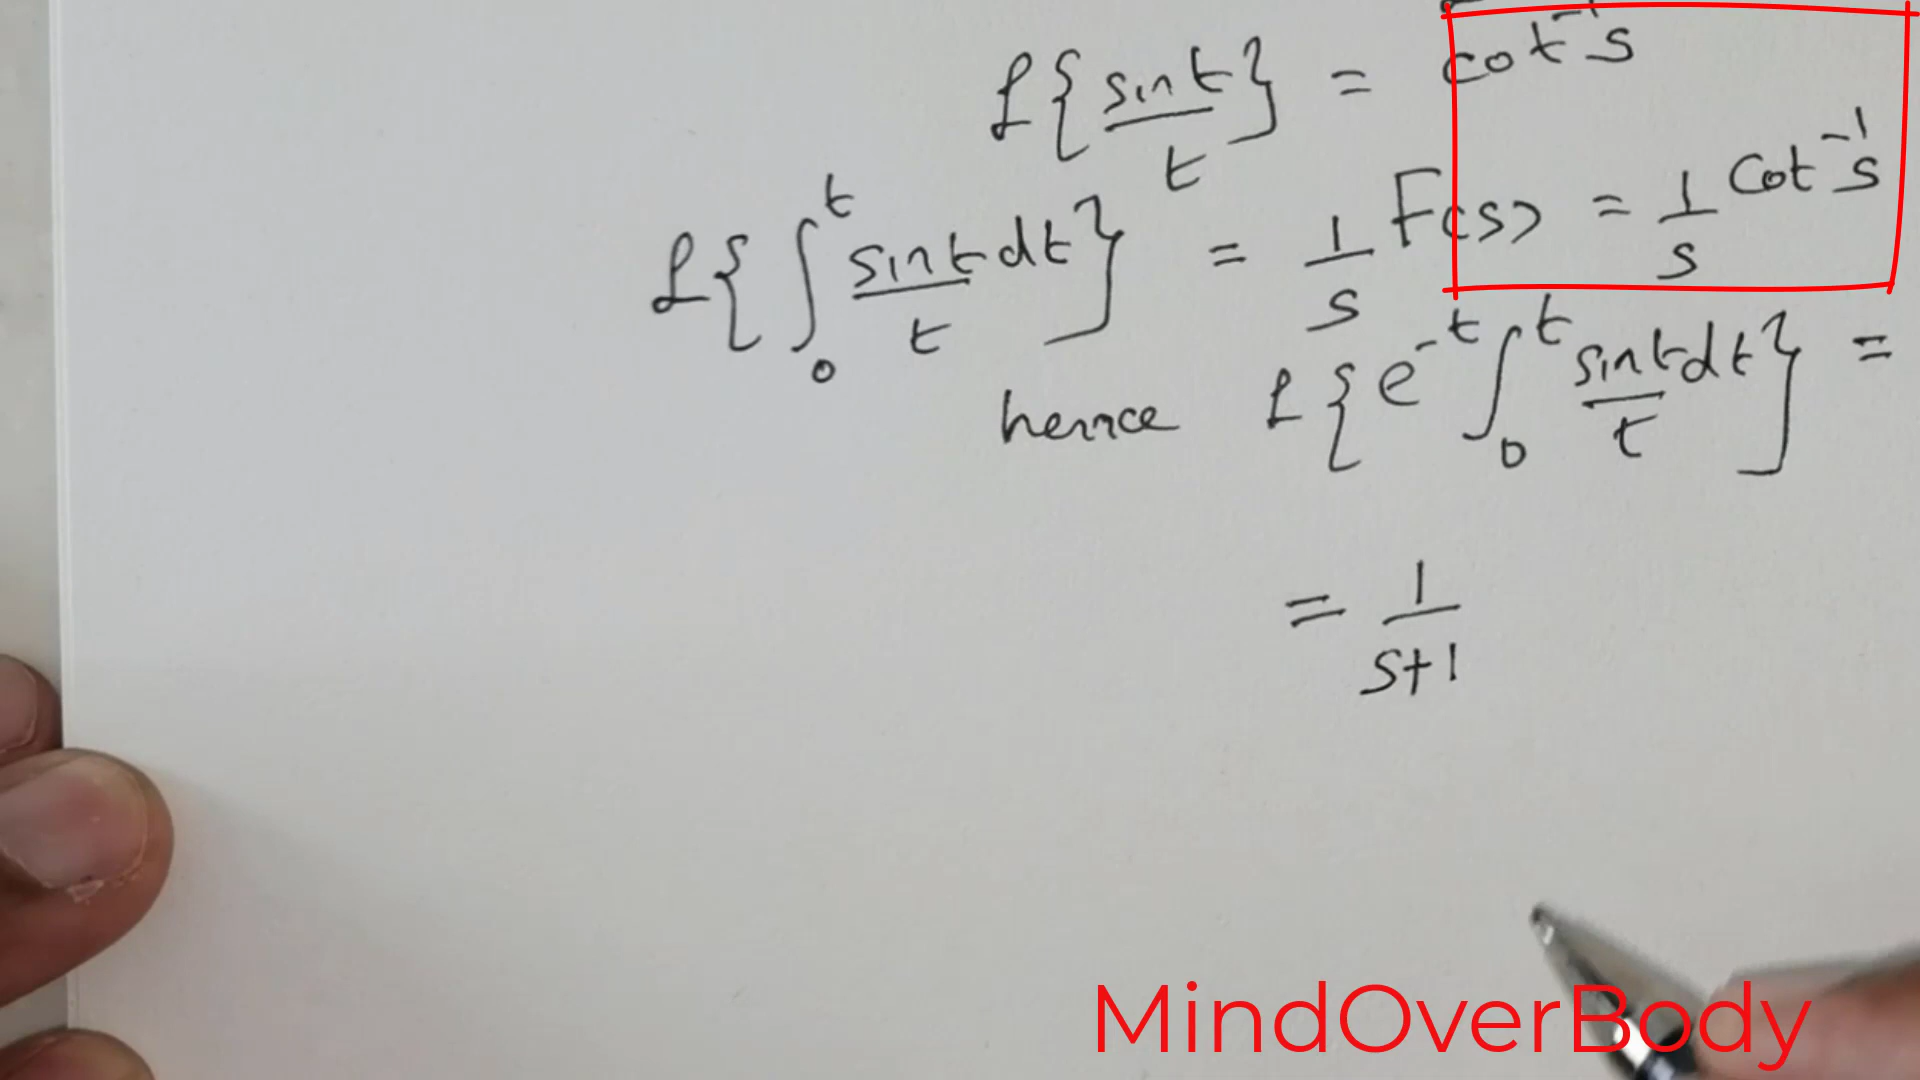 ℒ{sin t / t} = cot⁻¹s
ℒ{∫₀ᵗ sin t / t dt} = 1/s F(s) = 1/s cot⁻¹s
hence ℒ{e⁻ᵗ ∫₀ᵗ sin t / t dt} =
= 1/(s+1)
MindOverBody